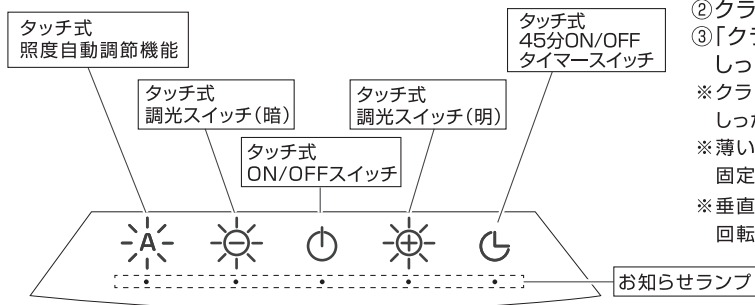 タッチ式
照度自動調節機能
タッチ式
調光スイッチ（暗）
タッチ式
ON/OFFスイッチ
タッチ式
調光スイッチ（明）
タッチ式
45分ON/OFF
タイマースイッチ
A
お知らせランプ
②クラ
③「クラ
しっ
※クラ
しった
※薄い
固定
※垂直
回転